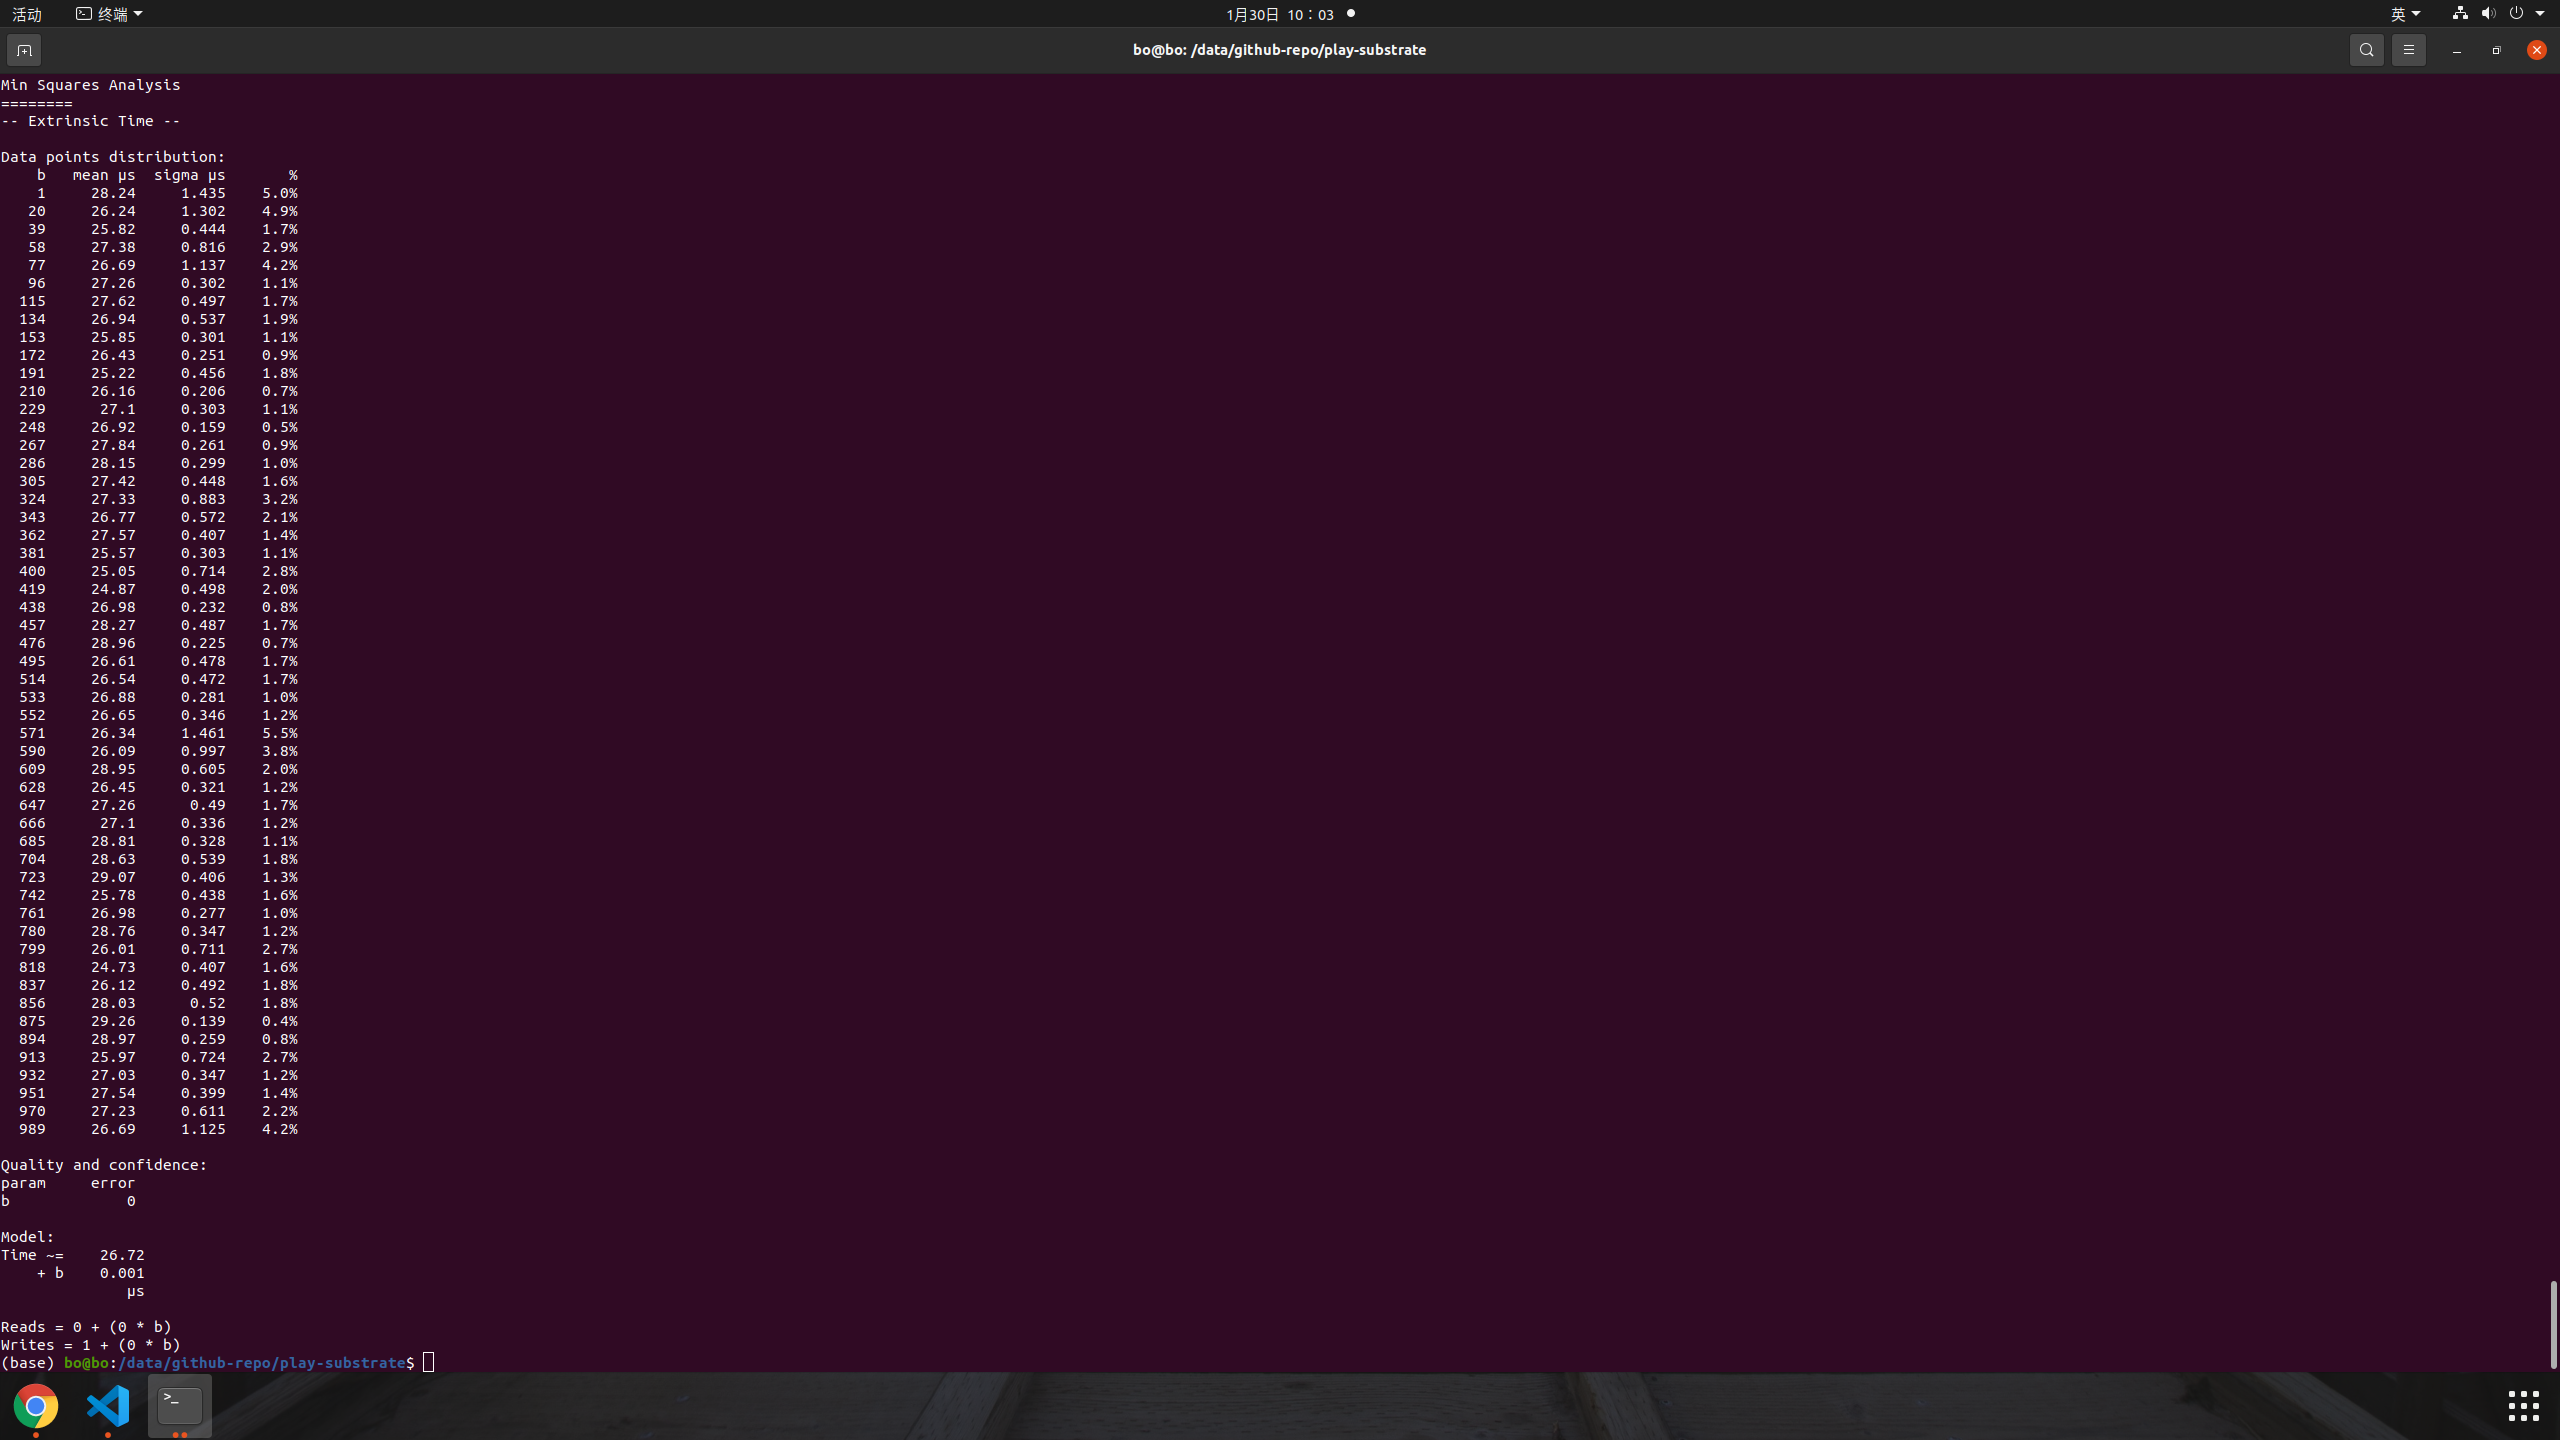 活动 终端 1月30日 10：03 英
bo@bo: /data/github-repo/play-substrate
Min Squares Analysis
========
-- Extrinsic Time --
Data points distribution:
b mean µs sigma µs %
1 28.24 1.435 5.0%
20 26.24 1.302 4.9%
39 25.82 0.444 1.7%
58 27.38 0.816 2.9%
77 26.69 1.137 4.2%
96 27.26 0.302 1.1%
115 27.62 0.497 1.7%
134 26.94 0.537 1.9%
153 25.85 0.301 1.1%
172 26.43 0.251 0.9%
191 25.22 0.456 1.8%
210 26.16 0.206 0.7%
229 27.1 0.303 1.1%
248 26.92 0.159 0.5%
267 27.84 0.261 0.9%
286 28.15 0.299 1.0%
305 27.42 0.448 1.6%
324 27.33 0.883 3.2%
343 26.77 0.572 2.1%
362 27.57 0.407 1.4%
381 25.57 0.303 1.1%
400 25.05 0.714 2.8%
419 24.87 0.498 2.0%
438 26.98 0.232 0.8%
457 28.27 0.487 1.7%
476 28.96 0.225 0.7%
495 26.61 0.478 1.7%
514 26.54 0.472 1.7%
533 26.88 0.281 1.0%
552 26.65 0.346 1.2%
571 26.34 1.461 5.5%
590 26.09 0.997 3.8%
609 28.95 0.605 2.0%
628 26.45 0.321 1.2%
647 27.26 0.49 1.7%
666 27.1 0.336 1.2%
685 28.81 0.328 1.1%
704 28.63 0.539 1.8%
723 29.07 0.406 1.3%
742 25.78 0.438 1.6%
761 26.98 0.277 1.0%
780 28.76 0.347 1.2%
799 26.01 0.711 2.7%
818 24.73 0.407 1.6%
837 26.12 0.492 1.8%
856 28.03 0.52 1.8%
875 29.26 0.139 0.4%
894 28.97 0.259 0.8%
913 25.97 0.724 2.7%
932 27.03 0.347 1.2%
951 27.54 0.399 1.4%
970 27.23 0.611 2.2%
989 26.69 1.125 4.2%
Quality and confidence:
param error
b 0
Model:
Time ~= 26.72
+ b 0.001
µs
Reads = 0 + (0 * b)
Writes = 1 + (0 * b)
(base) bo@bo:/data/github-repo/play-substrate$